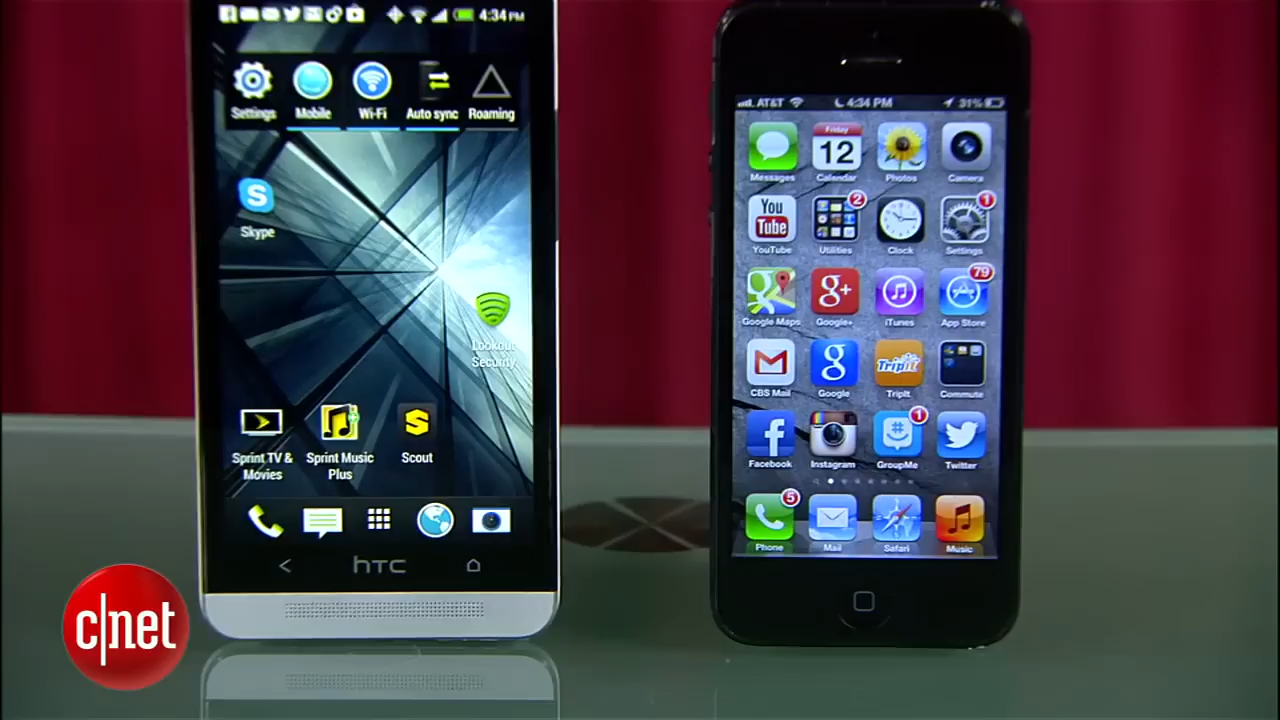 4:34 PM
Settings Mobile Wi-Fi Auto sync Roaming
S
Skype
Lookout
Security
Sprint TV & Movies
Sprint Music Plus
Scout
hTC
AT&T 4:34 PM 31%
Friday
12
Messages Calendar Photos Camera
You
Tube
2
1
YouTube Utilities Clock Settings
g+
79
Google Maps Google+ iTunes App Store
g
TripIt
CBS Mail Google TripIt Commute
f
1
Facebook Instagram GroupMe Twitter
5
Phone Mail Safari Music
c|net